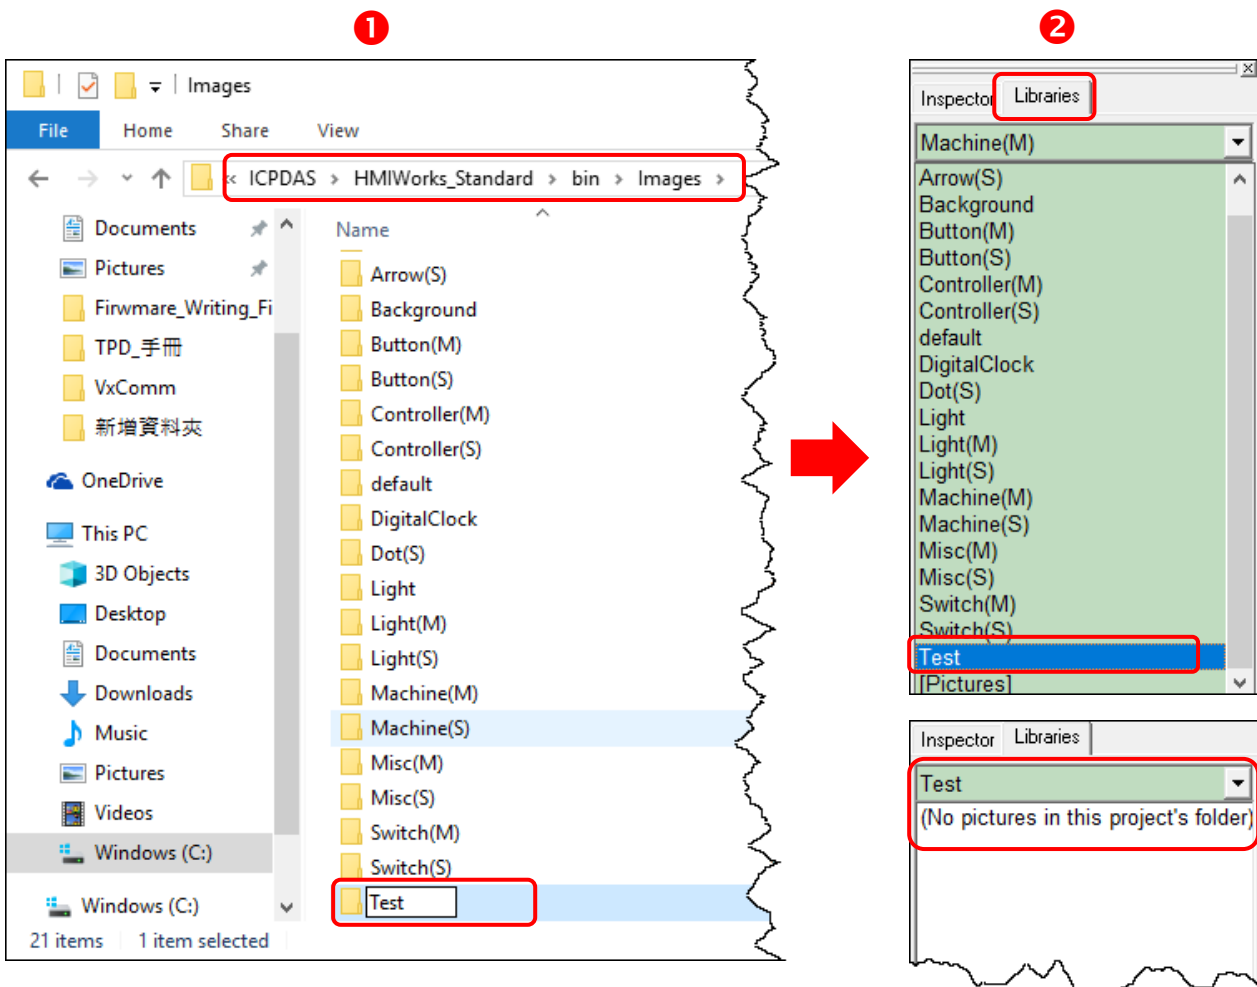 1
2
Images
File Home Share View
« ICPDAS > HMIWorks_Standard > bin > Images >
Documents
Pictures
Firwmare_Writing_Fi
TPD_手冊
VxComm
新增資料夾
OneDrive
This PC
3D Objects
Desktop
Documents
Downloads
Music
Pictures
Videos
Windows (C:)
Windows (C:)
21 items 1 item selected
Name
Arrow(S)
Background
Button(M)
Button(S)
Controller(M)
Controller(S)
default
DigitalClock
Dot(S)
Light
Light(M)
Light(S)
Machine(M)
Machine(S)
Misc(M)
Misc(S)
Switch(M)
Switch(S)
Test
Inspector Libraries
Machine(M)
Arrow(S)
Background
Button(M)
Button(S)
Controller(M)
Controller(S)
default
DigitalClock
Dot(S)
Light
Light(M)
Light(S)
Machine(M)
Machine(S)
Misc(M)
Misc(S)
Switch(M)
Switch(S)
Test
[Pictures]
Inspector Libraries
Test
(No pictures in this project's folder)